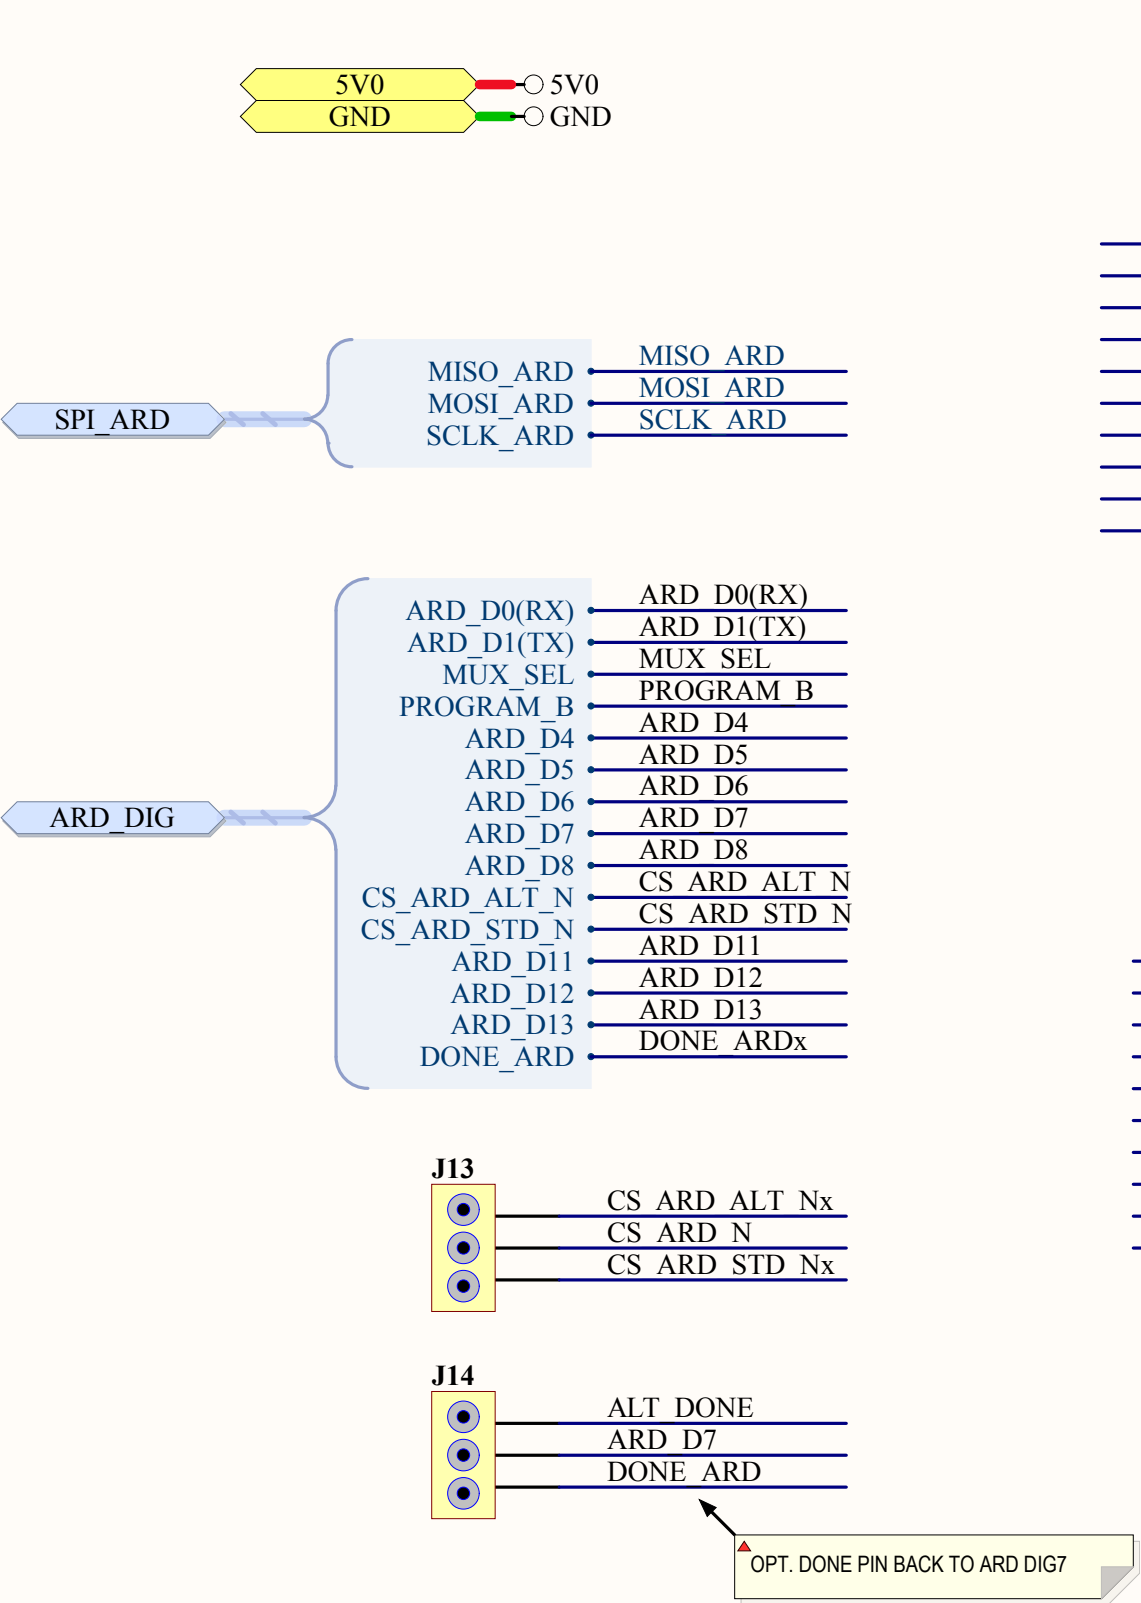 5V0 5V0
GND GND
MISO_ARD MISO_ARD
MOSI_ARD MOSI_ARD
SCLK_ARD SCLK_ARD
SPI_ARD
ARD_D0(RX) ARD_D0(RX)
ARD_D1(TX) ARD_D1(TX)
MUX_SEL MUX_SEL
PROGRAM_B PROGRAM_B
ARD_D4 ARD_D4
ARD_D5 ARD_D5
ARD_D6 ARD_D6
ARD_D7 ARD_D7
ARD_D8 ARD_D8
CS_ARD_ALT_N CS_ARD_ALT_N
CS_ARD_STD_N CS_ARD_STD_N
ARD_D11 ARD_D11
ARD_D12 ARD_D12
ARD_D13 ARD_D13
DONE_ARD DONE_ARDx
ARD_DIG
J13
CS_ARD_ALT_Nx
CS_ARD_N
CS_ARD_STD_Nx
J14
ALT_DONE
ARD_D7
DONE_ARD
OPT. DONE PIN BACK TO ARD DIG7